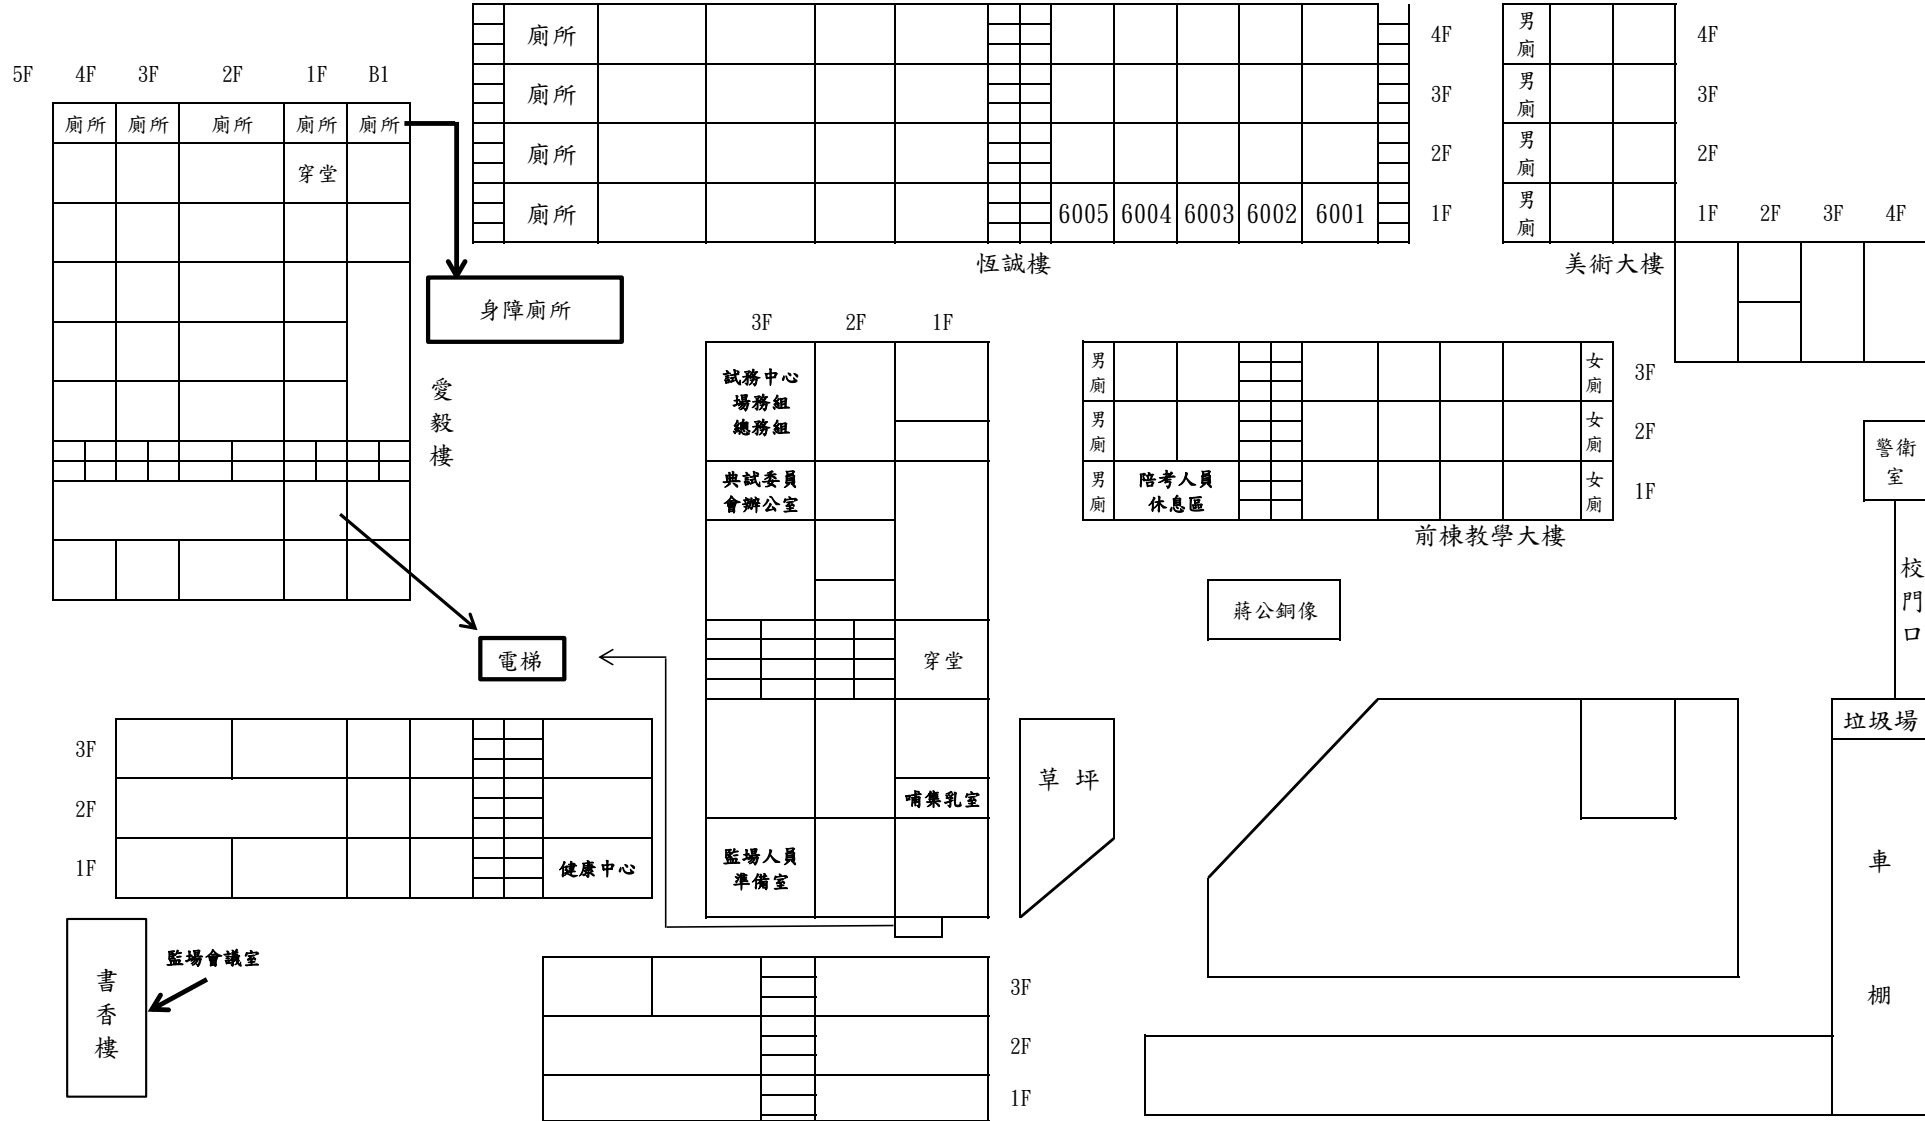 廁所
4F
廁所
3F
廁所
2F
廁所
6005 6004 6003 6002 6001
1F
恆誠樓
男廁
4F
男廁
3F
男廁
2F
男廁
1F 2F 3F 4F
美術大樓
5F 4F 3F 2F 1F B1
廁所 廁所 廁所 廁所 廁所
穿堂
身障廁所
愛毅樓
電梯
3F 2F 1F
試務中心
場務組
總務組
典試委員
會辦公室
穿堂
哺集乳室
監場人員
準備室
男廁
女廁
3F
男廁
女廁
2F
男廁
陪考人員
休息區
女廁
1F
前棟教學大樓
警衛室
校門口
蔣公銅像
草坪
垃圾場
車棚
3F
2F
1F
健康中心
監場會議室
書香樓
3F
2F
1F